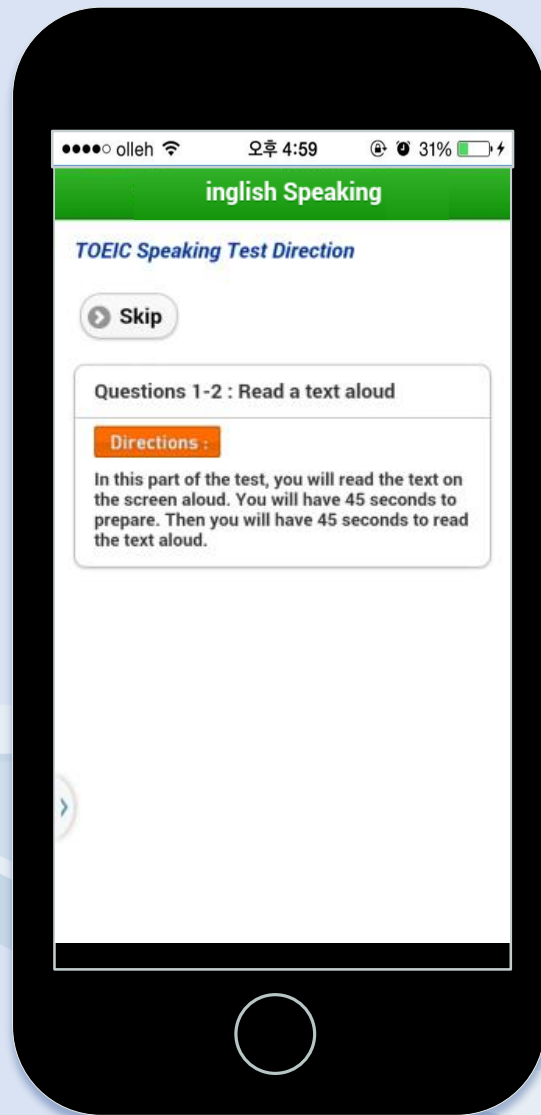 olleh 오후 4:59 31%
inglish Speaking
TOEIC Speaking Test Direction
Skip
Questions 1-2 : Read a text aloud
Directions :
In this part of the test, you will read the text on
the screen aloud. You will have 45 seconds to
prepare. Then you will have 45 seconds to read
the text aloud.